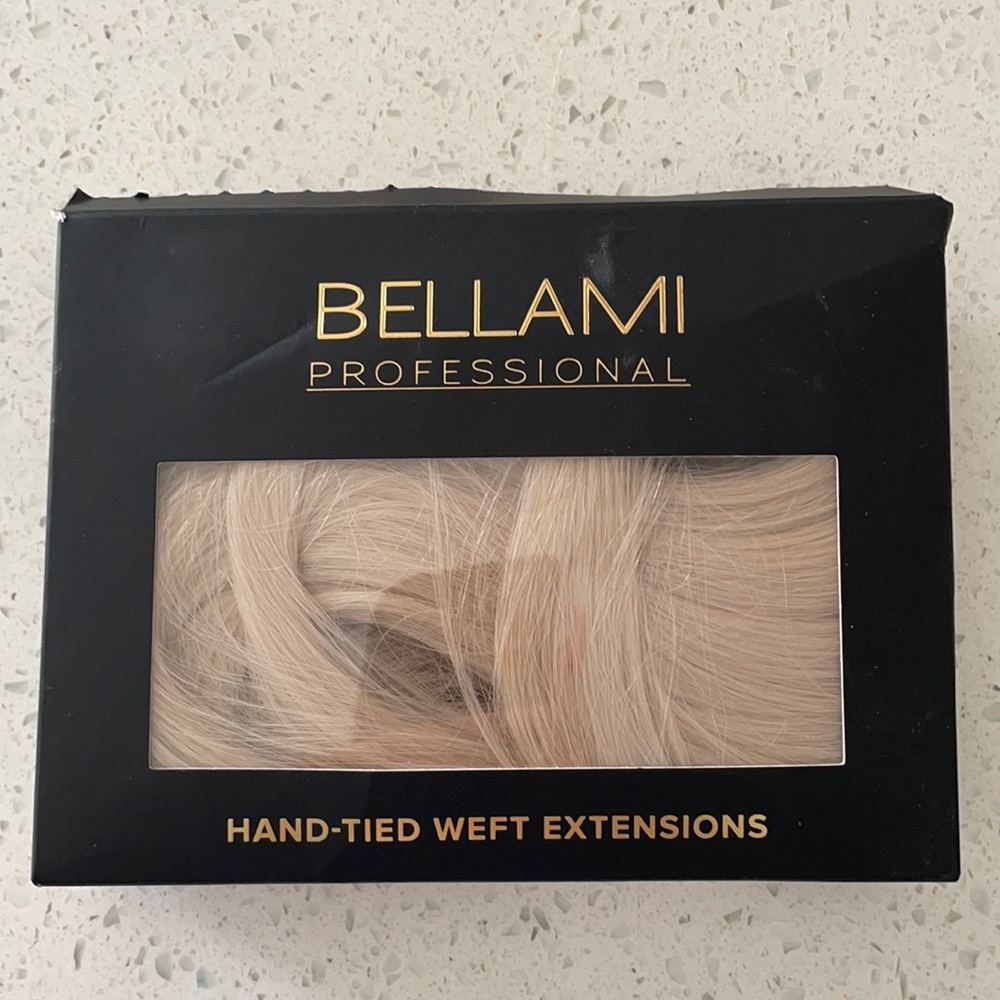 BELLAMI
PROFESSIONAL
HAND-TIED WEFT EXTENSIONS